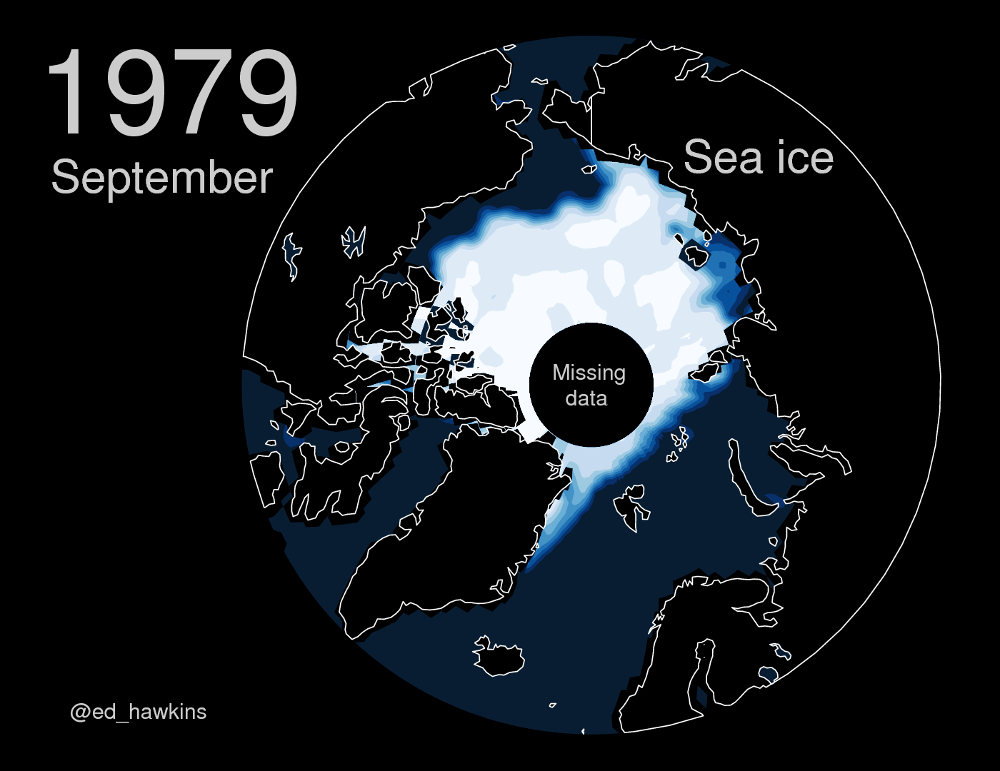 1979
September
Sea ice
Missing
data
@ed_hawkins